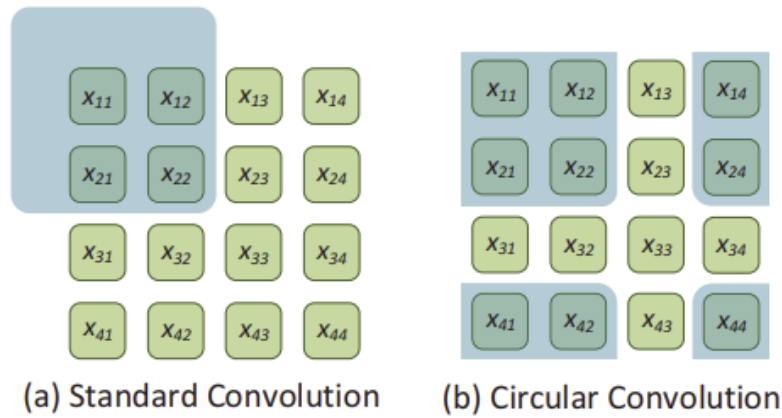 x11 x12 x13 x14
x21 x22 x23 x24
x31 x32 x33 x34
x41 x42 x43 x44
(a) Standard Convolution
x11 x12 x13 x14
x21 x22 x23 x24
x31 x32 x33 x34
x41 x42 x43 x44
(b) Circular Convolution